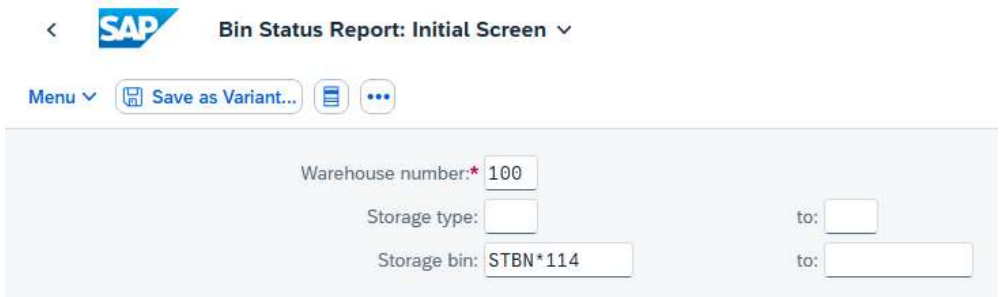 SAP Bin Status Report: Initial Screen
Menu Save as Variant...
Warehouse number:* 100
Storage type: to:
Storage bin: STBN*114 to: